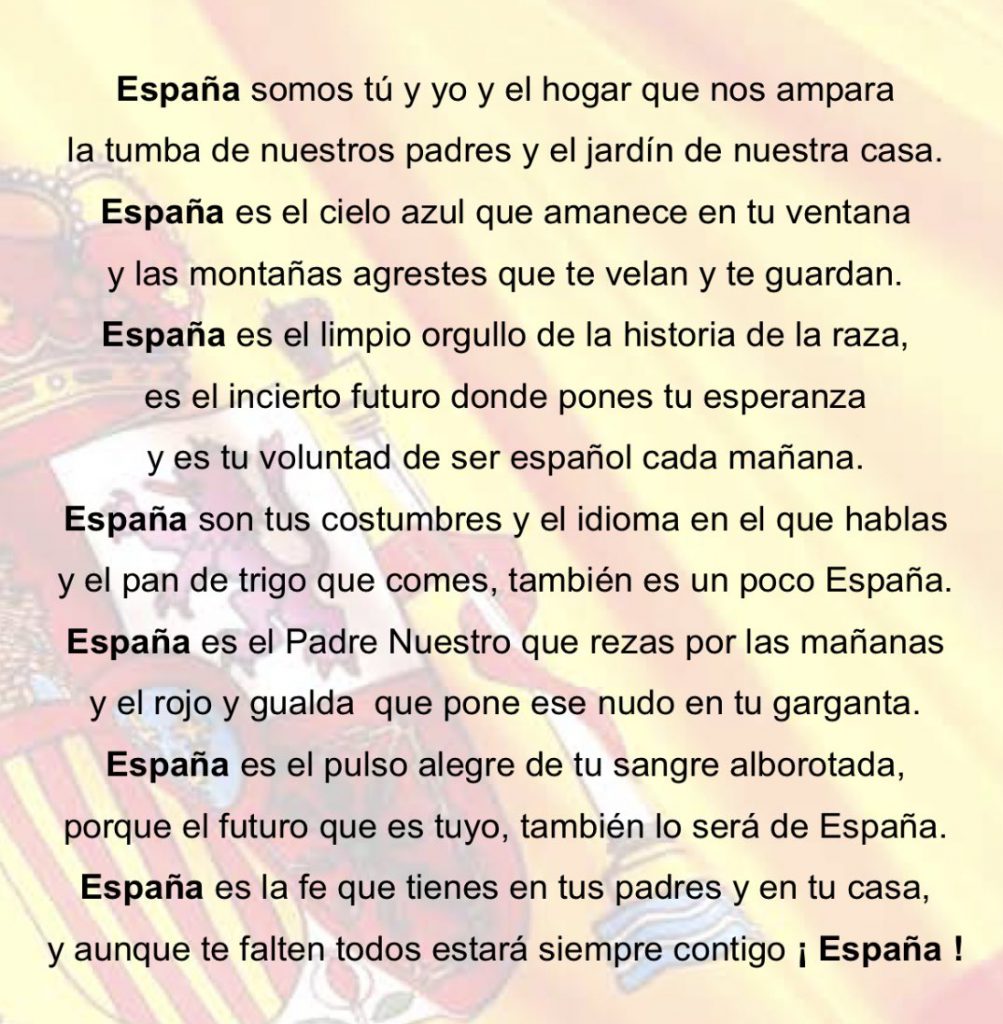 España somos tú y yo y el hogar que nos ampara
la tumba de nuestros padres y el jardín de nuestra casa.
España es el cielo azul que amanece en tu ventana
y las montañas agrestes que te velan y te guardan.
España es el limpio orgullo de la historia de la raza,
es el incierto futuro donde pones tu esperanza
y es tu voluntad de ser español cada mañana.
España son tus costumbres y el idioma en el que hablas
y el pan de trigo que comes, también es un poco España.
España es el Padre Nuestro que rezas por las mañanas
y el rojo y gualda  que pone ese nudo en tu garganta.
España es el pulso alegre de tu sangre alborotada,
porque el futuro que es tuyo, también lo será de España.
España es la fe que tienes en tus padres y en tu casa,
y aunque te falten todos estará siempre contigo ¡ España !